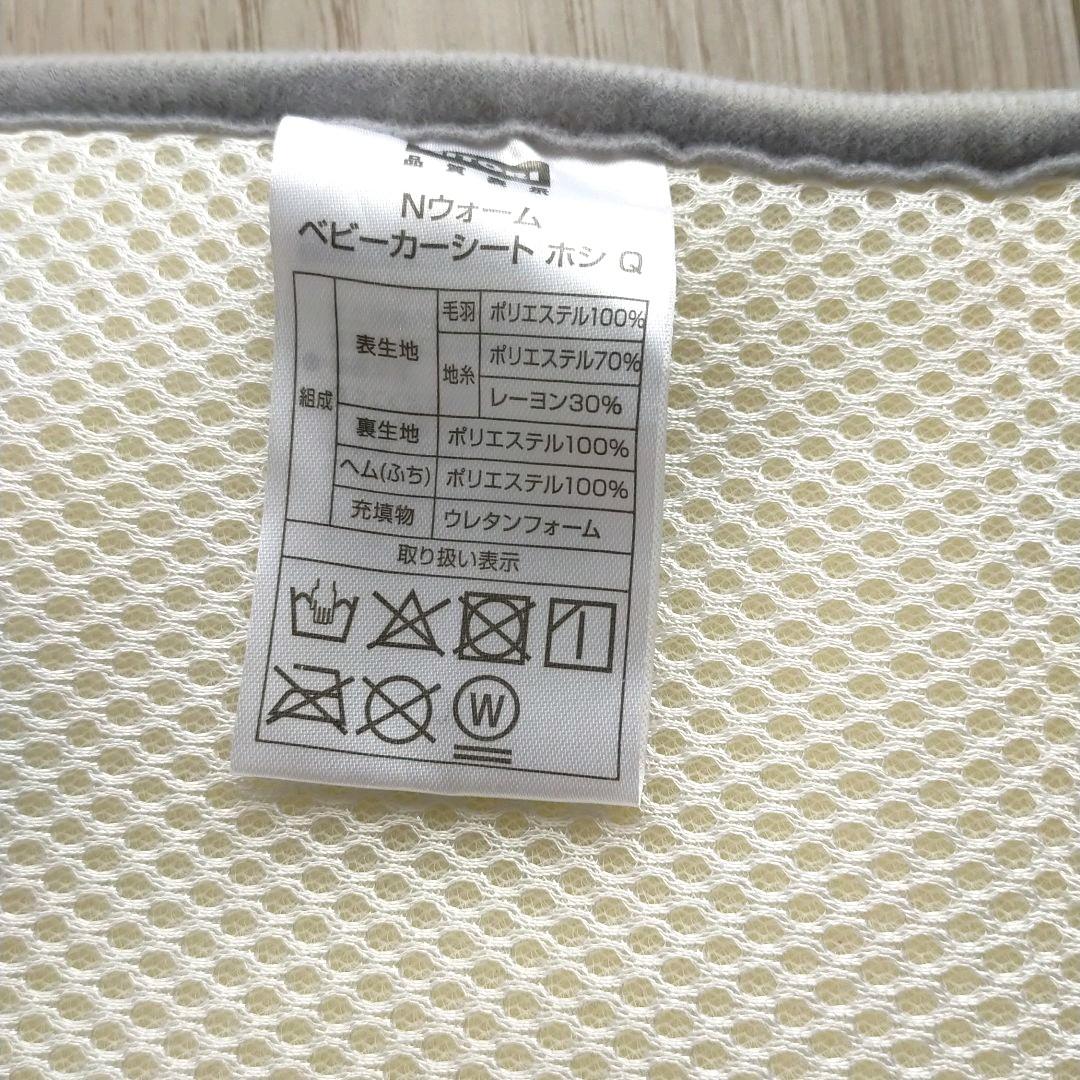 品質表示
Nウォーム
ベビーカーシート ホシ Q
組成
表生地
毛羽 ポリエステル100%
地糸 ポリエステル70%
レーヨン30%
裏生地 ポリエステル100%
ヘム(ふち) ポリエステル100%
充填物 ウレタンフォーム
取り扱い表示
W